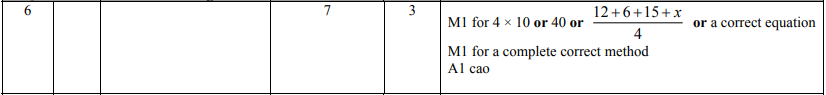 6 7 3 M1 for 4 × 10 or 40 or (12 + 6 + 15 + x)/4 or a correct equation
M1 for a complete correct method
A1 cao